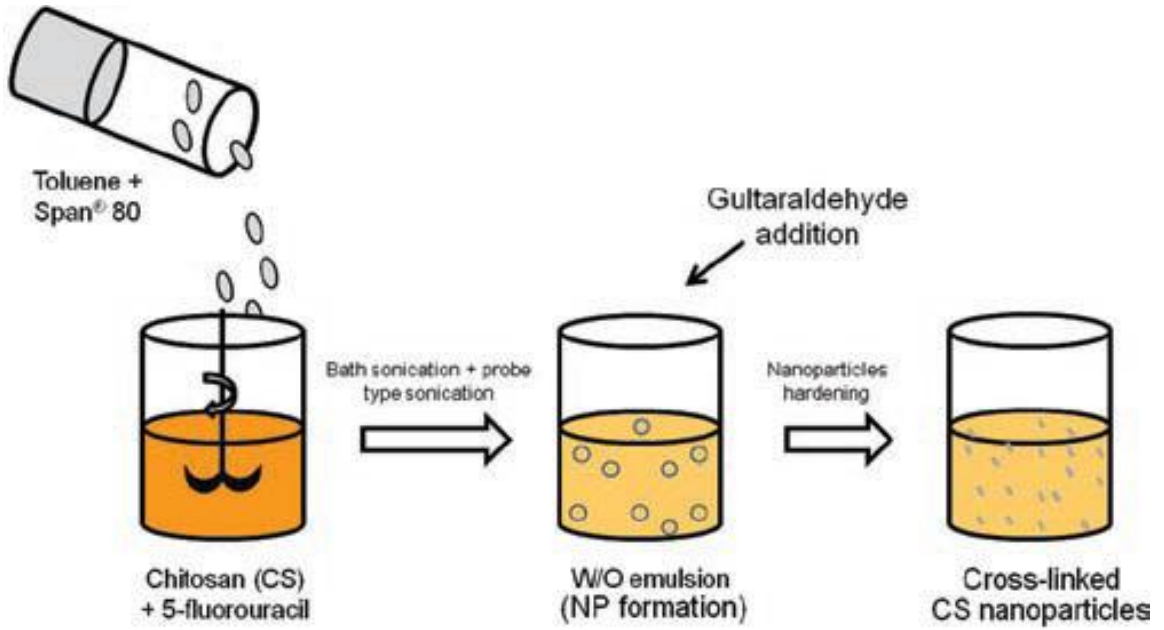 Toluene +
Span® 80
Gultaraldehyde
addition
Bath sonication + probe
type sonication
Nanoparticles
hardening
Chitosan (CS)
+ 5-fluorouracil
W/O emulsion
(NP formation)
Cross-linked
CS nanoparticles